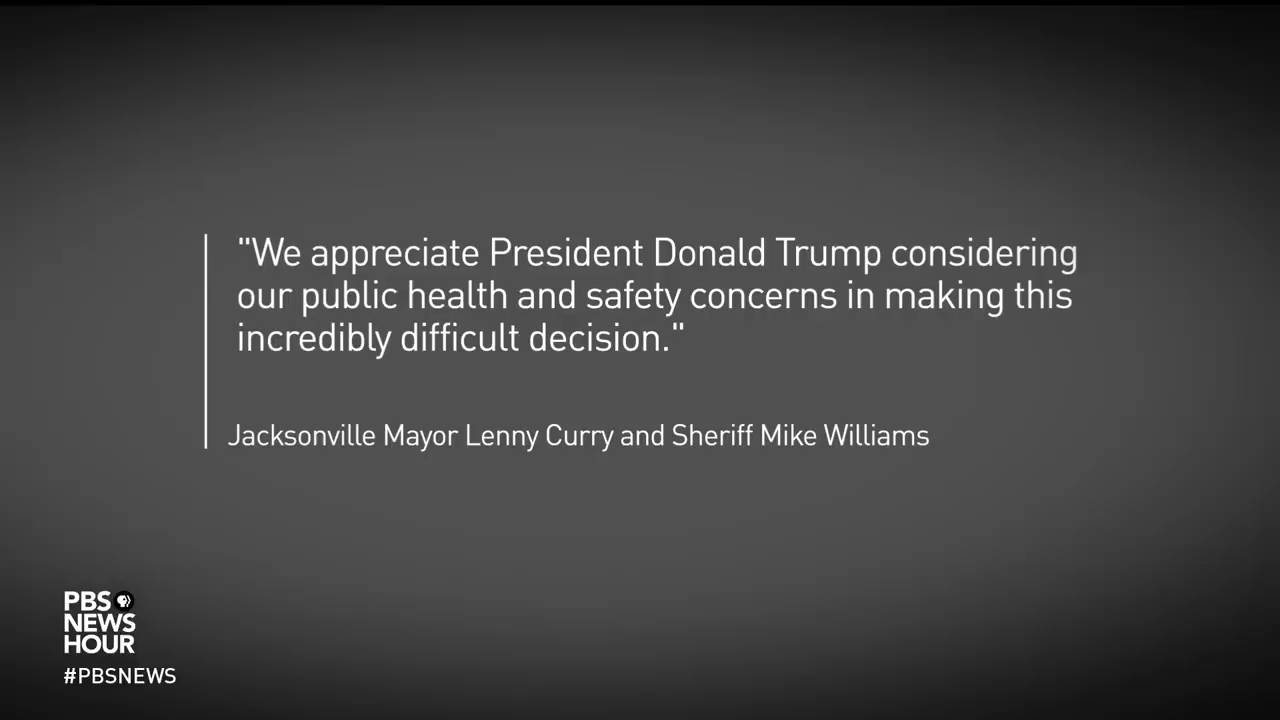 "We appreciate President Donald Trump considering
our public health and safety concerns in making this
incredibly difficult decision."
Jacksonville Mayor Lenny Curry and Sheriff Mike Williams
PBS
NEWS
HOUR
#PBSNEWS